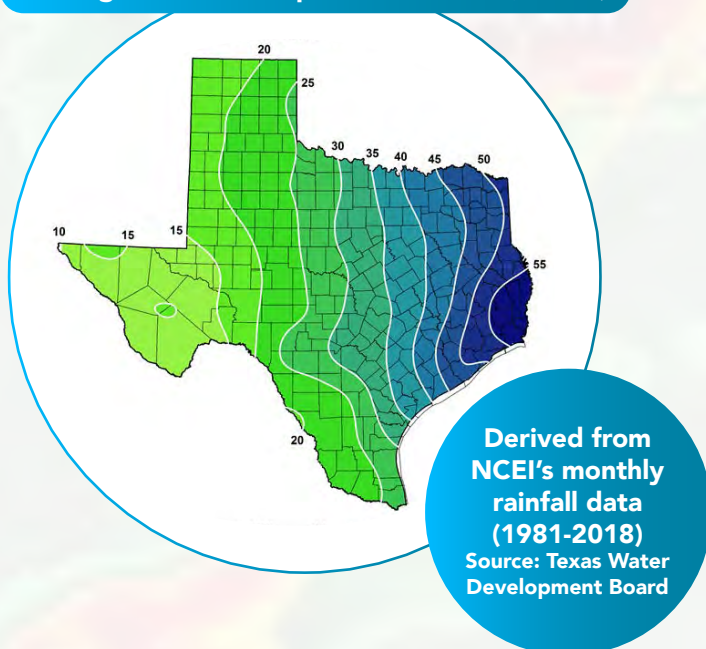 20
25
30 35 40 45 50
10 15 15
55
20
Derived from
NCEI's monthly
rainfall data
(1981-2018)
Source: Texas Water
Development Board